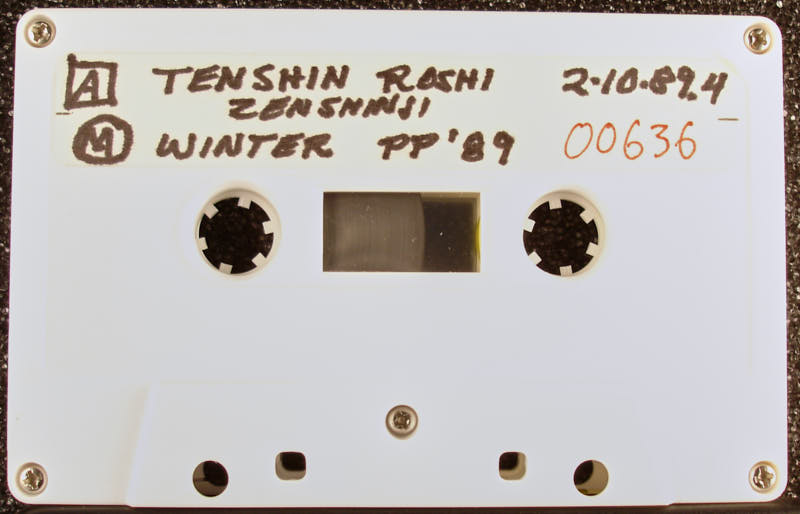 A TENSHIN ROSHI 2·10·89.4
ZENSHINJI
M WINTER PP '89 00636